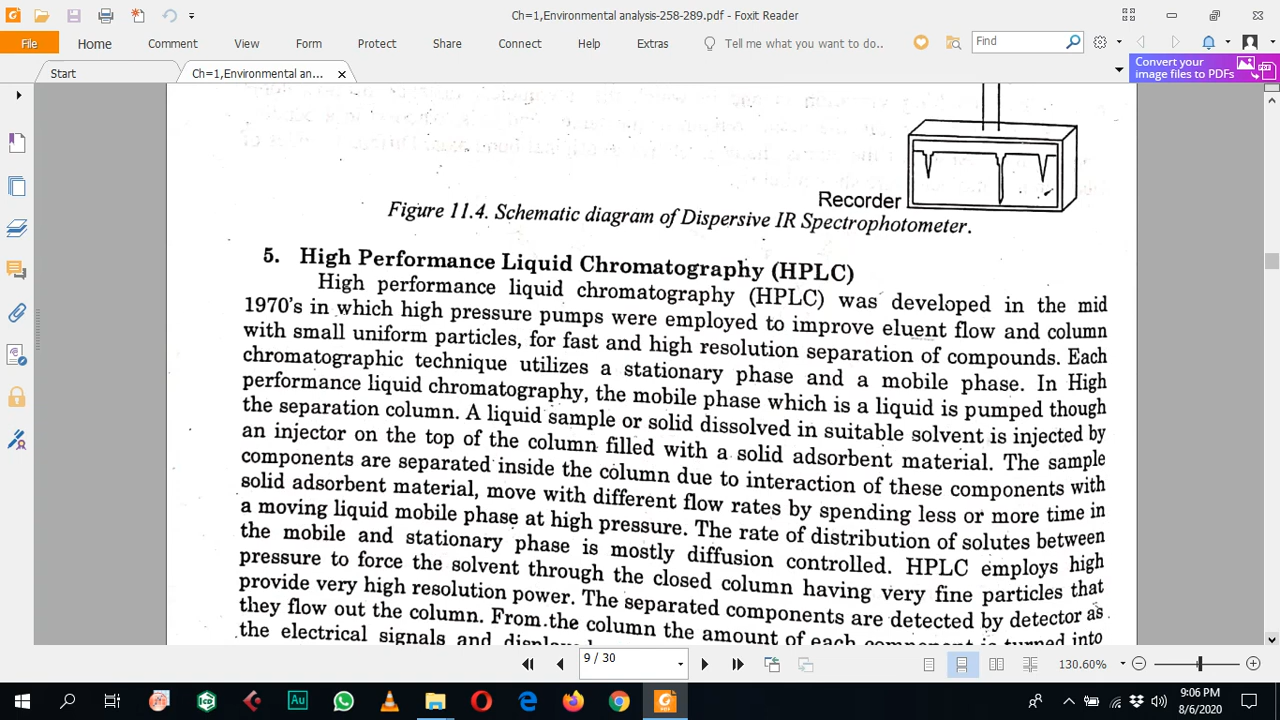 Ch=1,Environmental analysis-258-289.pdf - Foxit Reader
File Home Comment View Form Protect Share Connect Help Extras Tell me what you want to do.. Find
Start Ch=1,Environmental an... Convert your
image files to PDFs
Recorder
Figure 11.4. Schematic diagram of Dispersive IR Spectrophotometer.
5. High Performance Liquid Chromatography (HPLC)
High performance liquid chromatography (HPLC) was developed in the mid
1970's in which high pressure pumps were employed to improve eluent flow and column
with small uniform particles, for fast and high resolution separation of compounds. Each
chromatographic technique utilizes a stationary phase and a mobile phase. In High
performance liquid chromatography, the mobile phase which is a liquid is pumped though
the separation column. A liquid sample or solid dissolved in suitable solvent is injected by
an injector on the top of the column filled with a solid adsorbent material. The sample
components are separated inside the column due to interaction of these components with
solid adsorbent material, move with different flow rates by spending less or more time in
a moving liquid mobile phase at high pressure. The rate of distribution of solutes between
the mobile and stationary phase is mostly diffusion controlled. HPLC employs high
pressure to force the solvent through the closed column having very fine particles that
provide very high resolution power. The separated components are detected by detector as
they flow out the column. From the column the amount of each component is turned into
the electrical signals and
9 / 30 130.60%
9:06 PM
8/6/2020